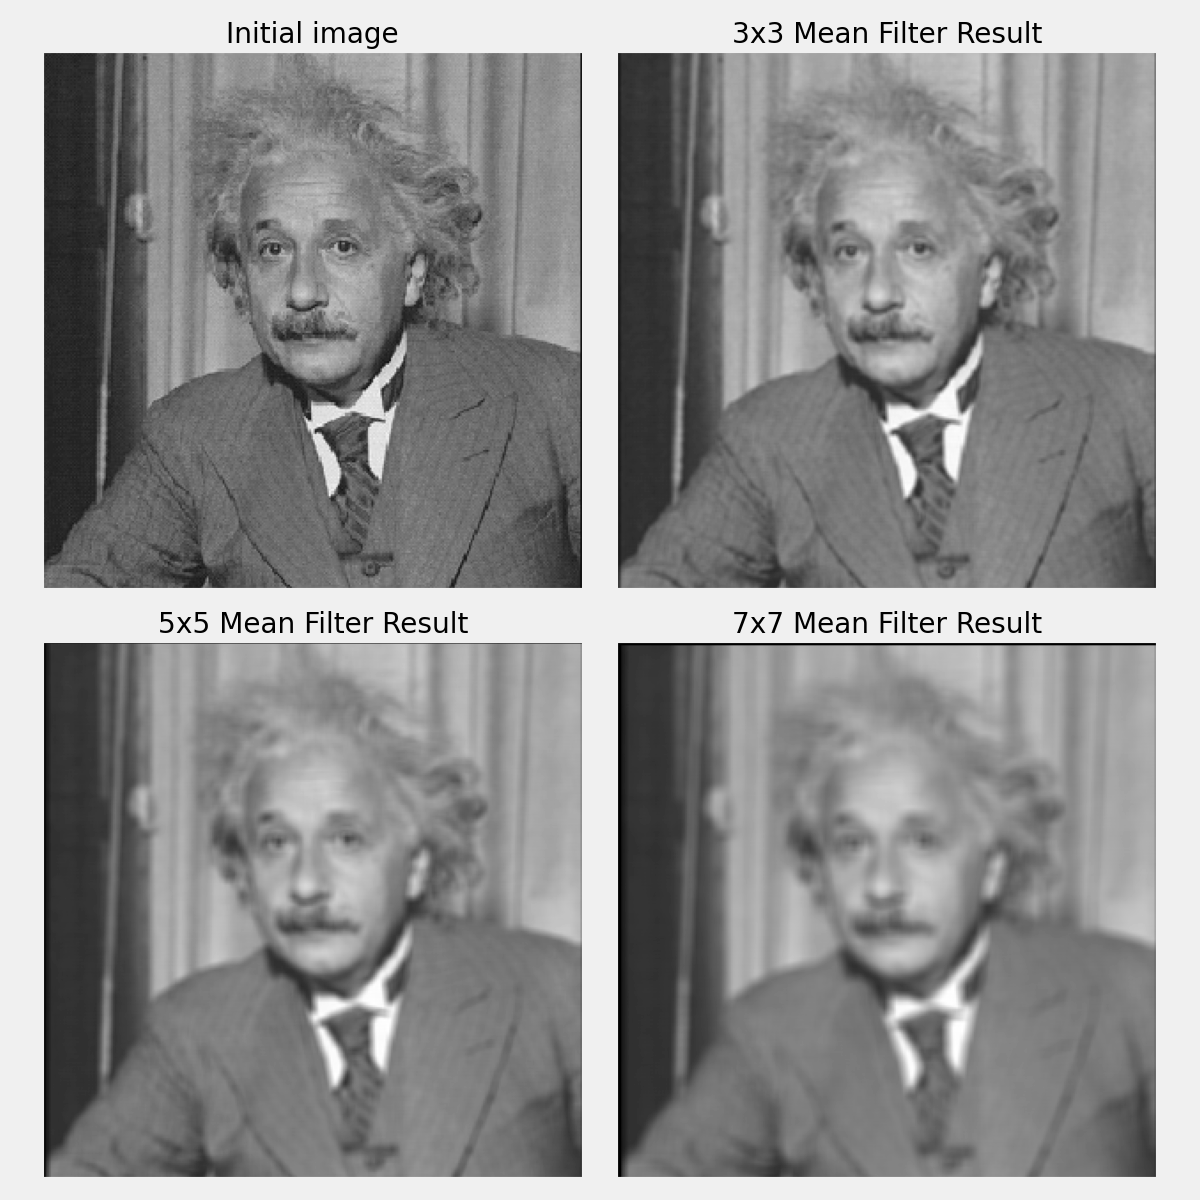 Initial image
3x3 Mean Filter Result
5x5 Mean Filter Result
7x7 Mean Filter Result